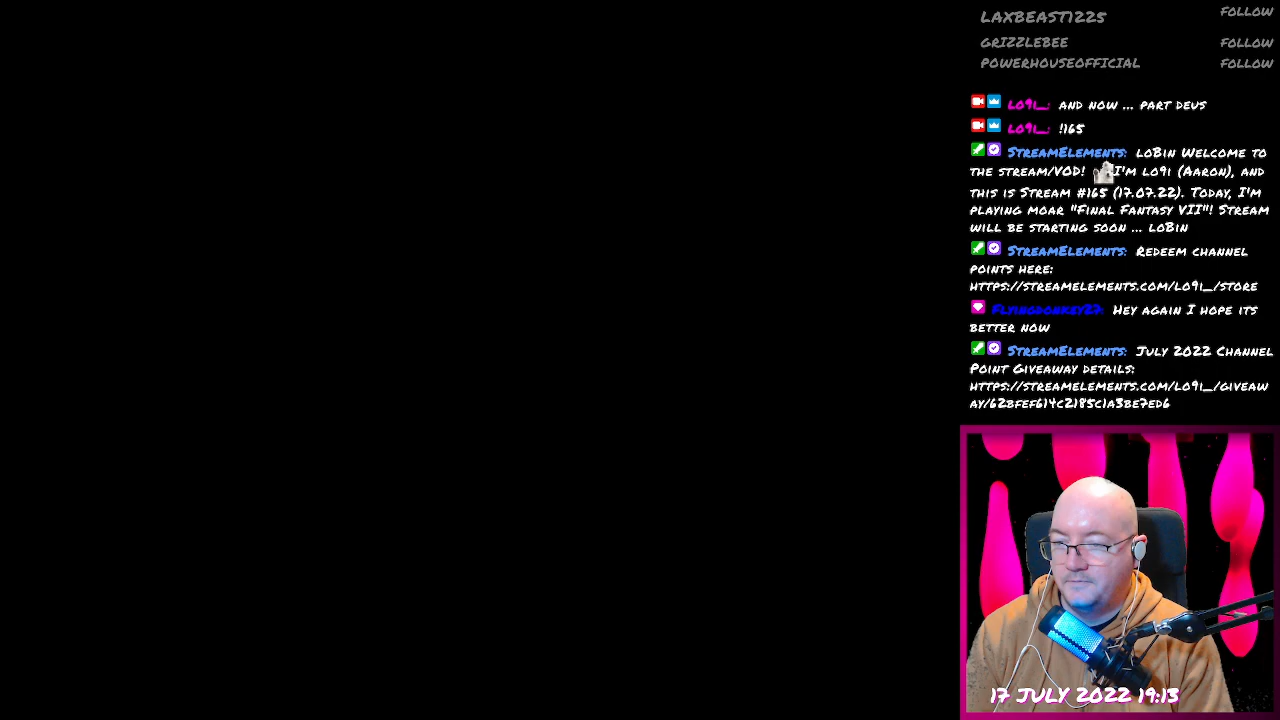 LAXBEAST1225 FOLLOW
GRIZZLEBEE FOLLOW
POWERHOUSEOFFICIAL FOLLOW
LO9I_: AND NOW ... PART DEUS
LO9I_: !165
STREAMELEMENTS: LOBIN WELCOME TO
THE STREAM/VOD! I'M LO9I (AARON), AND
THIS IS STREAM #165 (17.07.22). TODAY, I'M
PLAYING MOAR "FINAL FANTASY VII"! STREAM
WILL BE STARTING SOON ... LOBIN
STREAMELEMENTS: REDEEM CHANNEL
POINTS HERE:
HTTPS://STREAMELEMENTS.COM/LO9I_/STORE
FLYINGDONKEY27: HEY AGAIN I HOPE ITS
BETTER NOW
STREAMELEMENTS: JULY 2022 CHANNEL
POINT GIVEAWAY DETAILS:
HTTPS://STREAMELEMENTS.COM/LO9I_/GIVEAW
AY/62BFEF614C2185C1A3BE7ED6
17 JULY 2022 19:13